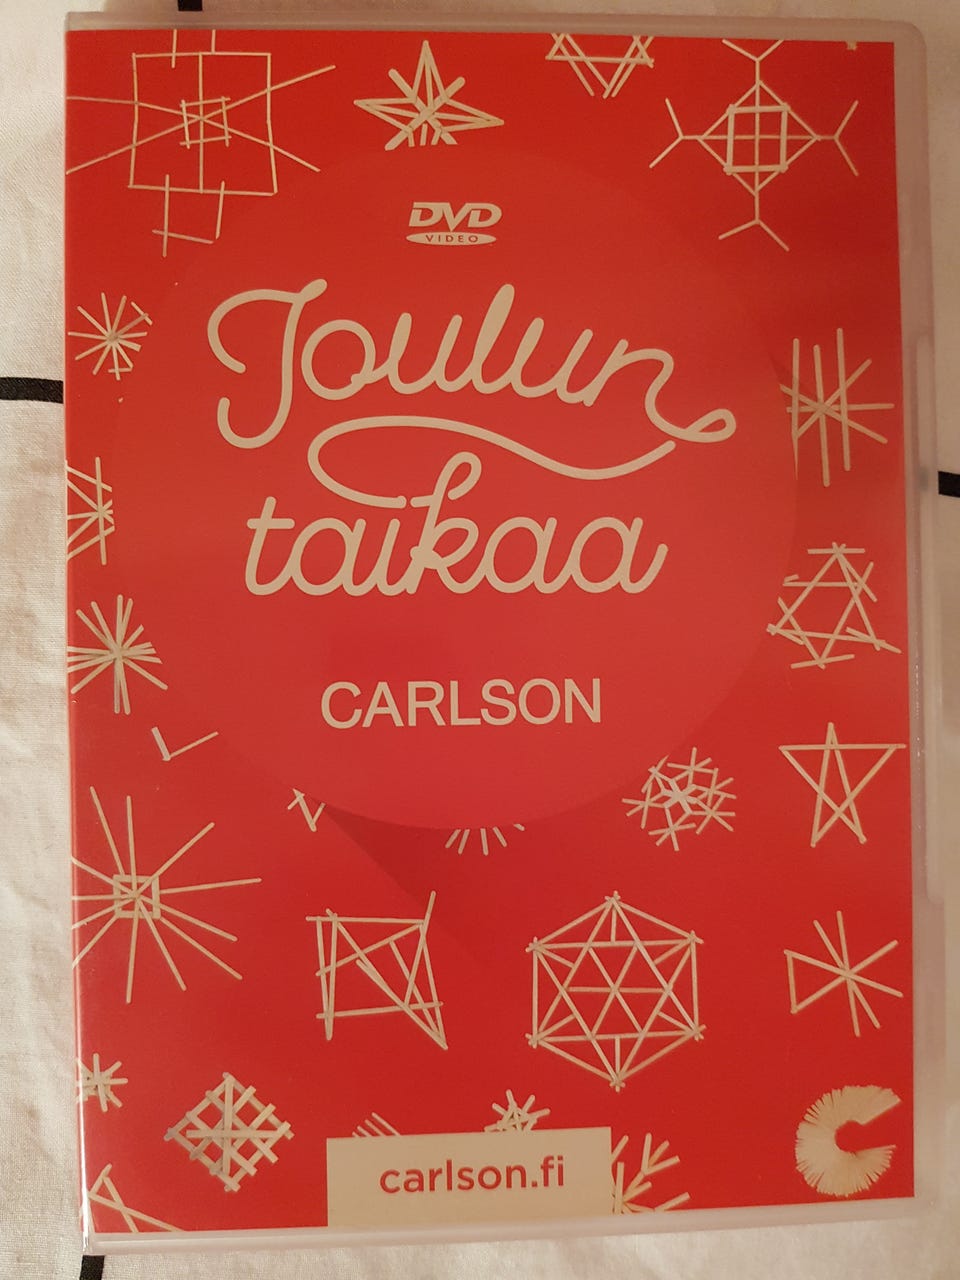 DVD
VIDEO
Joulun
taikaa
CARLSON
carlson.fi